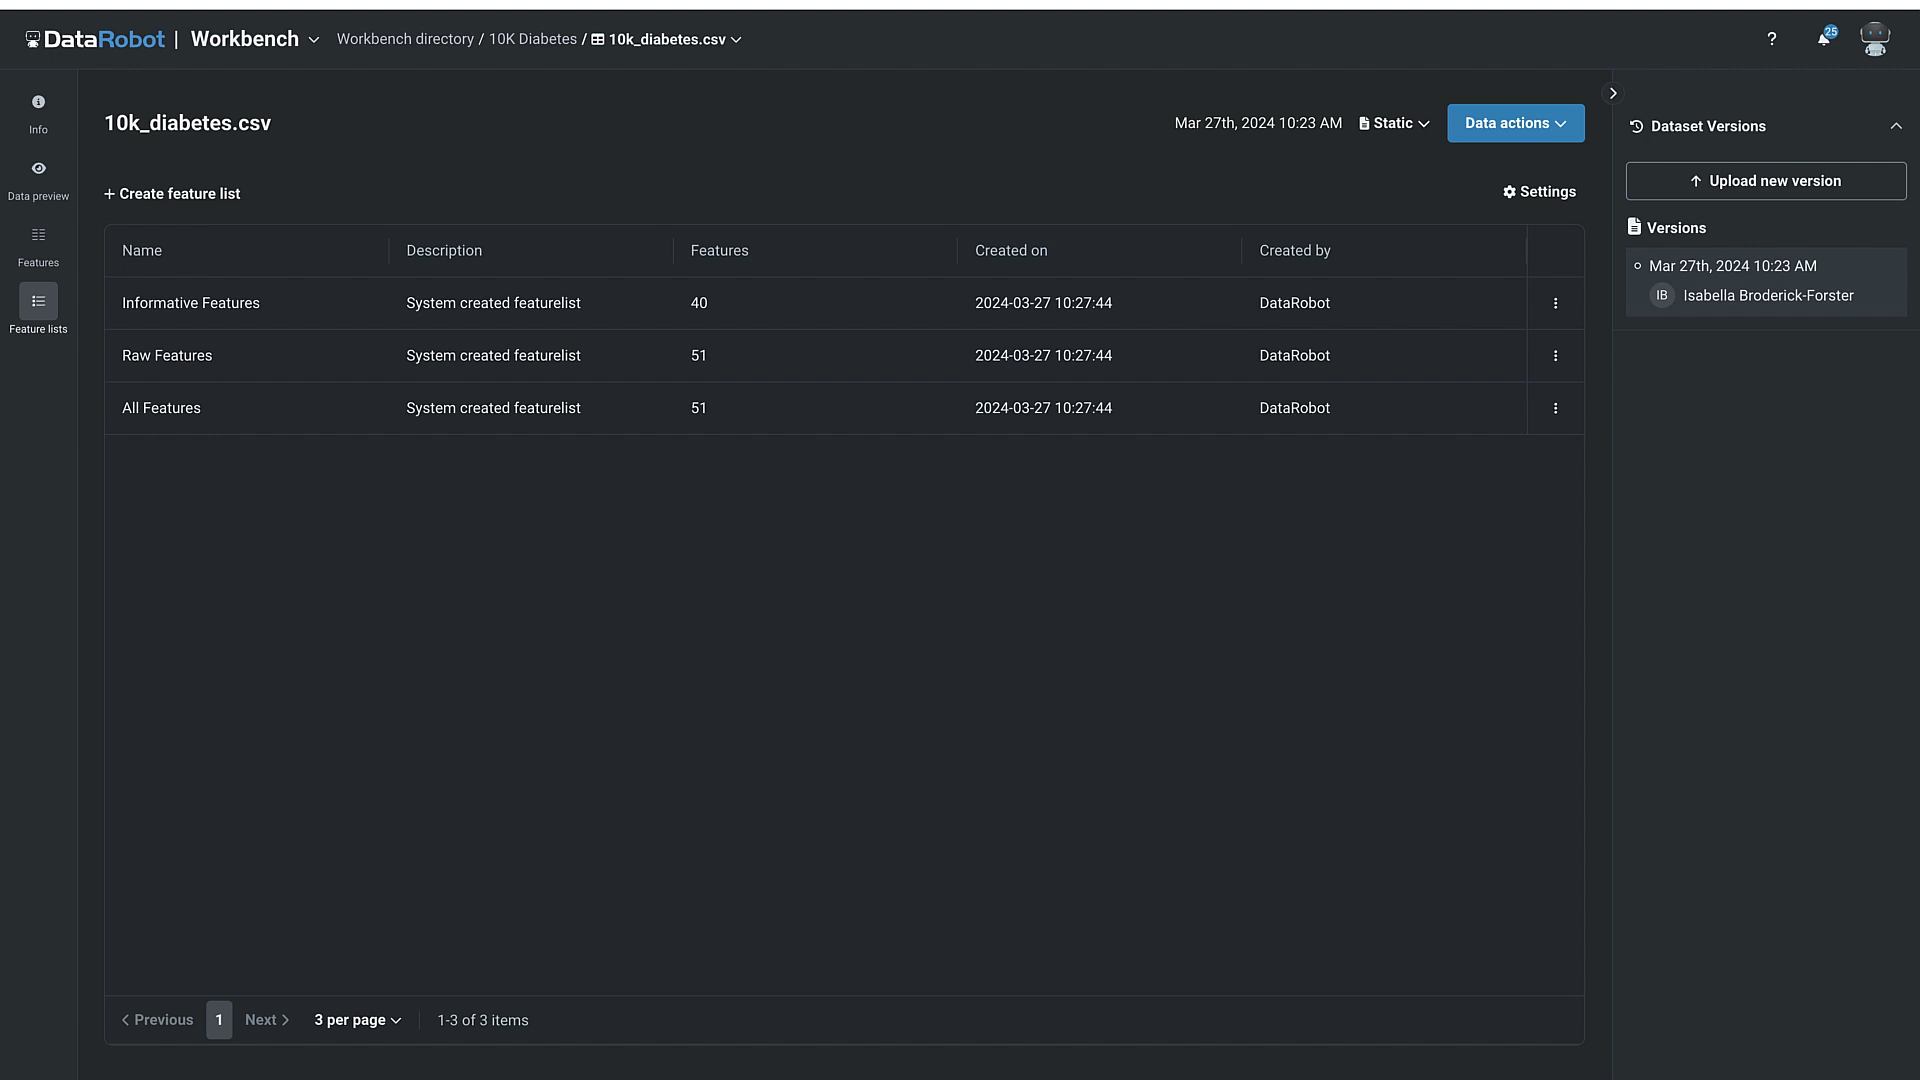 DataRobot | Workbench Workbench directory / 10K Diabetes / 10k_diabetes.csv ? 25
Info
Data preview
Features
Feature lists
10k_diabetes.csv Mar 27th, 2024 10:23 AM Static Data actions
+ Create feature list Settings
Name Description Features Created on Created by
Informative Features System created featurelist 40 2024-03-27 10:27:44 DataRobot
Raw Features System created featurelist 51 2024-03-27 10:27:44 DataRobot
All Features System created featurelist 51 2024-03-27 10:27:44 DataRobot
Previous 1 Next 3 per page 1-3 of 3 items
Dataset Versions
Upload new version
Versions
Mar 27th, 2024 10:23 AM
IB Isabella Broderick-Forster